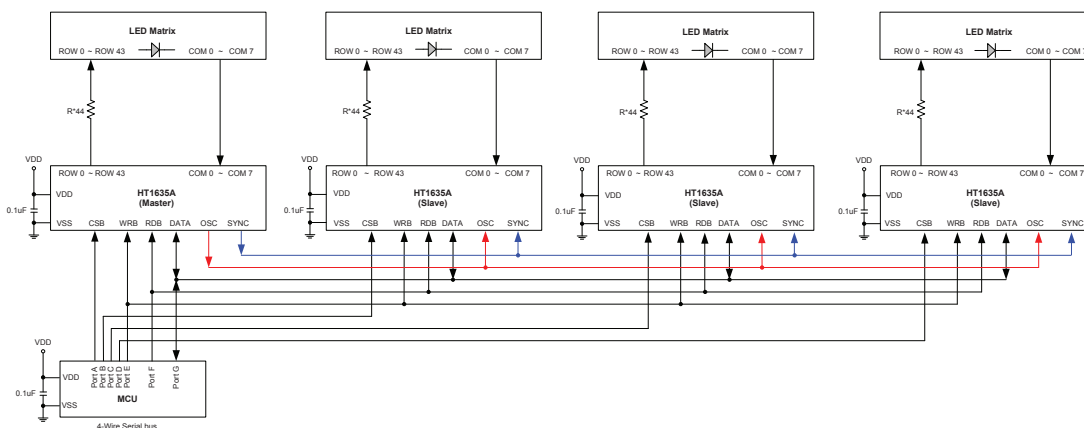 LED Matrix
ROW 0 ~ ROW 43 COM 0 ~ COM 7
LED Matrix
ROW 0 ~ ROW 43 COM 0 ~ COM 7
LED Matrix
ROW 0 ~ ROW 43 COM 0 ~ COM 7
LED Matrix
ROW 0 ~ ROW 43 COM 0 ~ COM 7
R*44
R*44
R*44
R*44
VDD
0.1uF
ROW 0 ~ ROW 43 COM 0 ~ COM 7
VDD
HT1635A
(Master)
VSS CSB WRB RDB DATA OSC SYNC
VDD
0.1uF
ROW 0 ~ ROW 43 COM 0 ~ COM 7
VDD
HT1635A
(Slave)
VSS CSB WRB RDB DATA OSC SYNC
VDD
0.1uF
ROW 0 ~ ROW 43 COM 0 ~ COM 7
VDD
HT1635A
(Slave)
VSS CSB WRB RDB DATA OSC SYNC
VDD
0.1uF
ROW 0 ~ ROW 43 COM 0 ~ COM 7
VDD
HT1635A
(Slave)
VSS CSB WRB RDB DATA OSC SYNC
VDD
0.1uF
VDD
VSS
Port A
Port B
Port C
Port D
Port E
Port F
Port G
MCU
4-Wire Serial bus